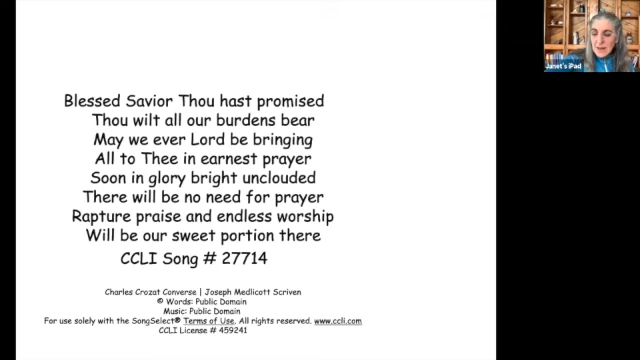 Blessed Savior Thou hast promised
Thou wilt all our burdens bear
May we ever Lord be bringing
All to Thee in earnest prayer
Soon in glory bright unclouded
There will be no need for prayer
Rapture praise and endless worship
Will be our sweet portion there
CCLI Song # 27714
Charles Crozat Converse | Joseph Medlicott Scriven
© Words: Public Domain
Music: Public Domain
For use solely with the SongSelect® Terms of Use. All rights reserved. www.ccli.com
CCLI License # 459241
Janet's iPad